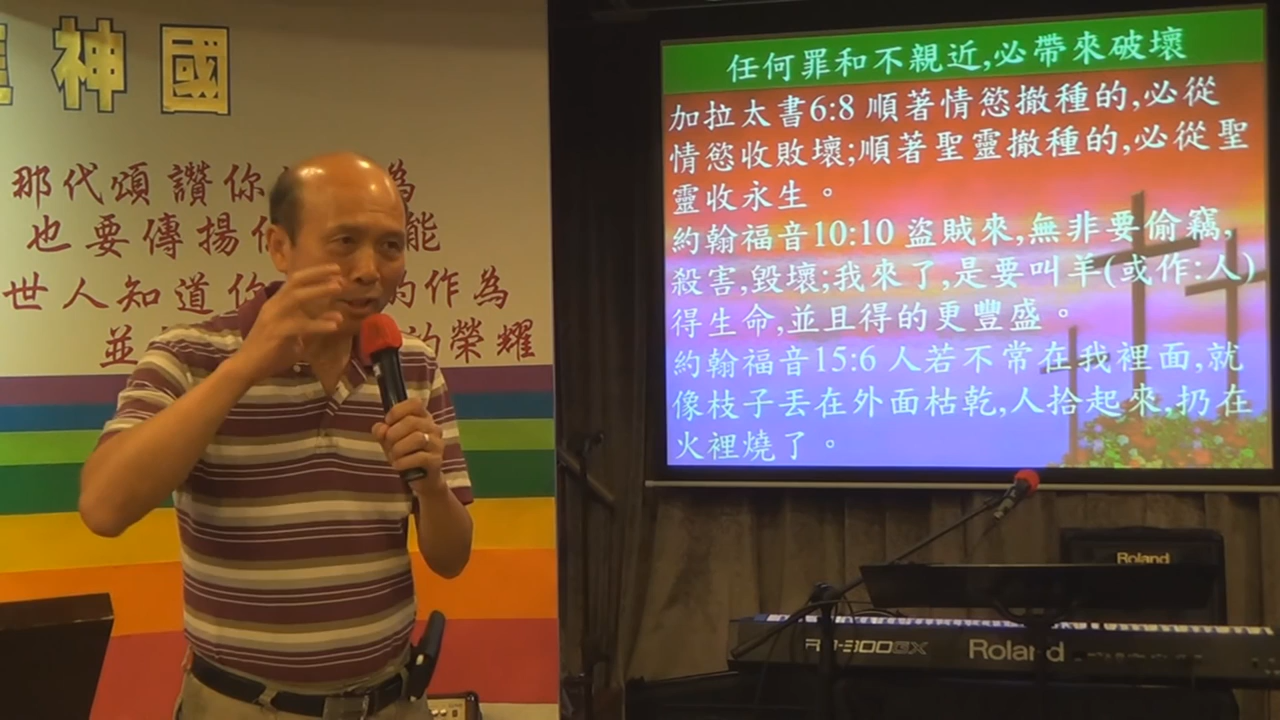 神國
那代頌讚你 為
也要傳揚 能
世人知道你 的作為
並 的榮耀
任何罪和不親近,必帶來破壞
加拉太書6:8 順著情慾撒種的,必從
情慾收敗壞;順著聖靈撒種的,必從聖
靈收永生。
約翰福音10:10 盜賊來,無非要偷竊,
殺害,毀壞;我來了,是要叫羊(或作:人)
得生命,並且得的更豐盛。
約翰福音15:6 人若不常在我裡面,就
像枝子丟在外面枯乾,人拾起來,扔在
火裡燒了。
Roland
RD-300GX Roland